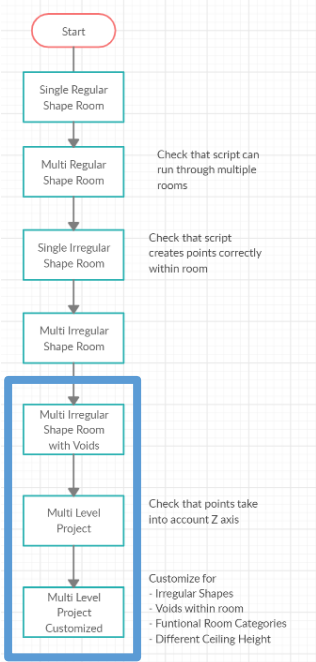 Start
Single Regular
Shape Room
Multi Regular
Shape Room
Check that script can
run through multiple
rooms
Single Irregular
Shape Room
Check that script
creates points correctly
within room
Multi Irregular
Shape Room
Multi Irregular
Shape Room
with Voids
Multi Level
Project
Check that points take
into account Z axis
Multi Level
Project
Customized
Customize for
- Irregular Shapes
- Voids within room
- Funtional Room Categories
- Different Ceiling Height